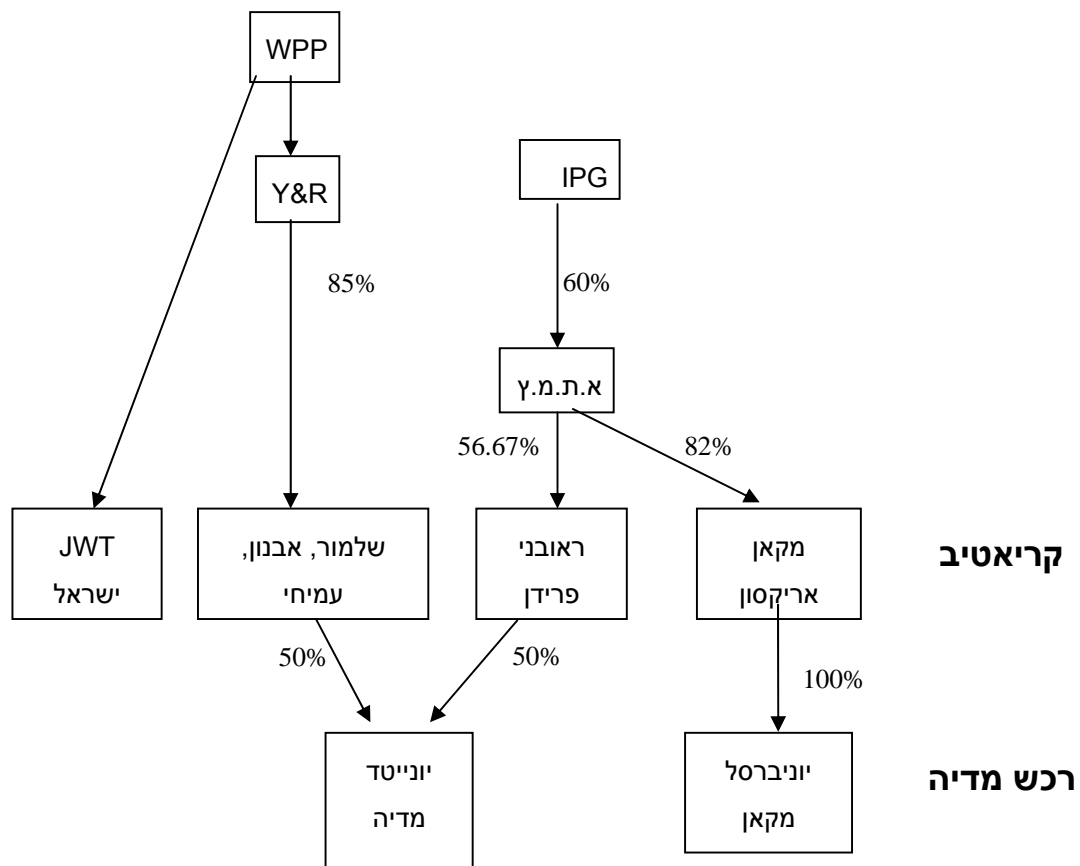 WPP
Y&R
IPG
85%
60%
א.ת.מ.ץ
56.67%
82%
JWT
ישראל
שלמור, אבנון,
עמיחי
ראובני
פרידן
מקאן
אריקסון
קריאטיב
50%
50%
100%
יונייטד
מדיה
יוניברסל
מקאן
רכש מדיה